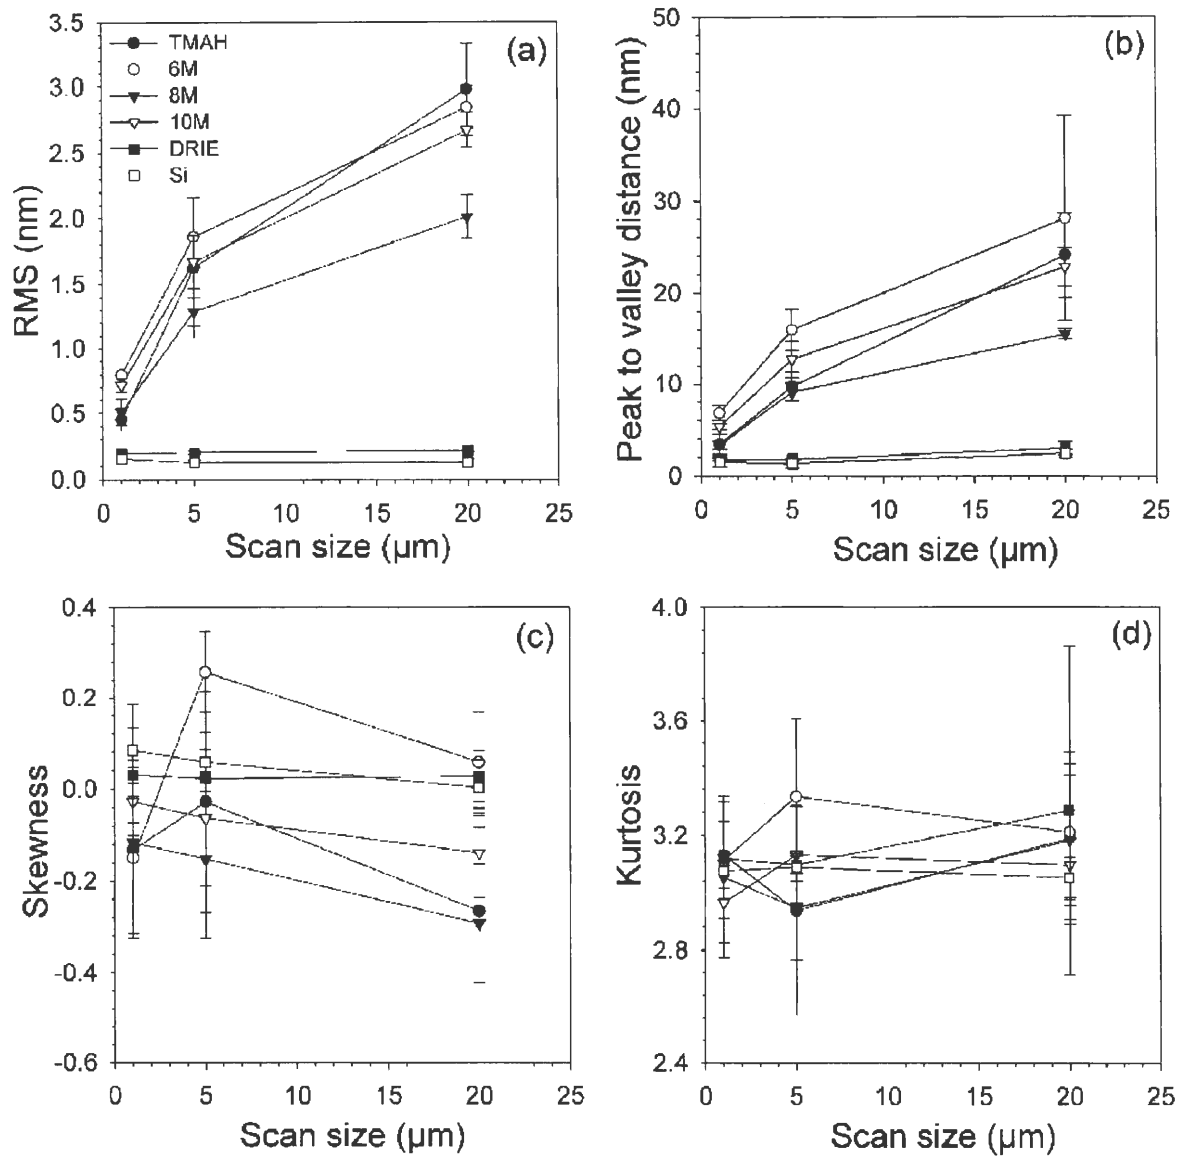 3.5
3.0
2.5
2.0
1.5
1.0
0.5
0.0
RMS (nm)
(a)
TMAH
6M
8M
10M
DRIE
Si
0
5
10
15
20
25
Scan size (µm)
50
40
30
20
10
0
Peak to valley distance (nm)
(b)
0
5
10
15
20
25
Scan size (µm)
0.4
0.2
0.0
-0.2
-0.4
-0.6
Skewness
(c)
0
5
10
15
20
25
Scan size (µm)
4.0
3.6
3.2
2.8
2.4
Kurtosis
(d)
0
5
10
15
20
25
Scan size (µm)